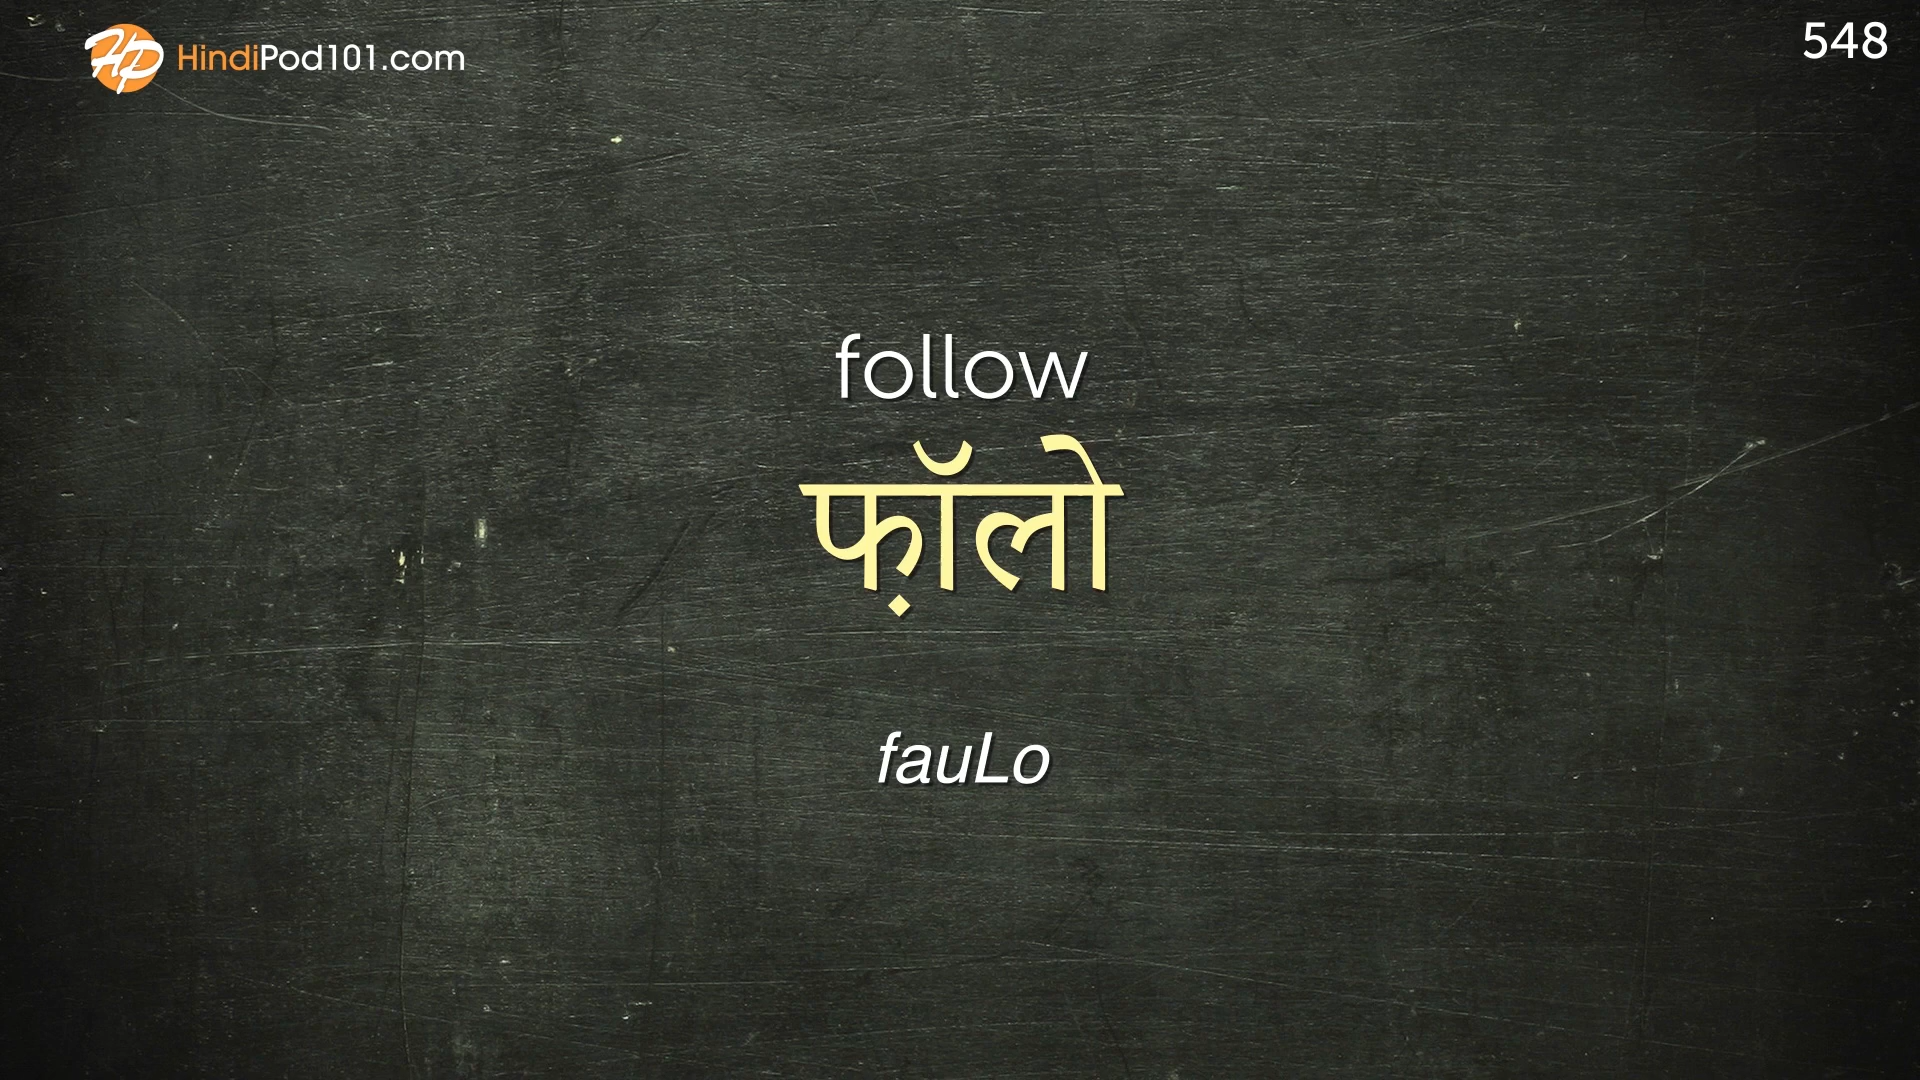 HindiPod101.com
548
follow
फ़ॉलो
fauLo